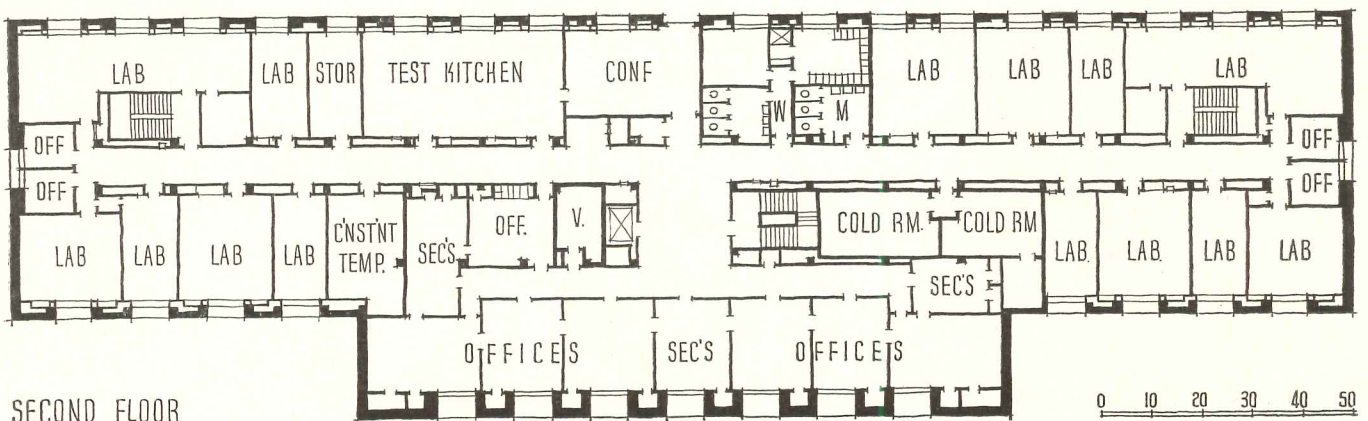 LAB LAB STOR TEST KITCHEN CONF LAB LAB LAB LAB
W M
OFF OFF
OFF OFF
C'NST'NT
TEMP.
SEC'S OFF. V. COLD RM. COLD RM
LAB LAB LAB LAB LAB. LAB. LAB LAB
SEC'S
OFFICES SEC'S OFFICES
SECOND FLOOR
0 10 20 30 40 50